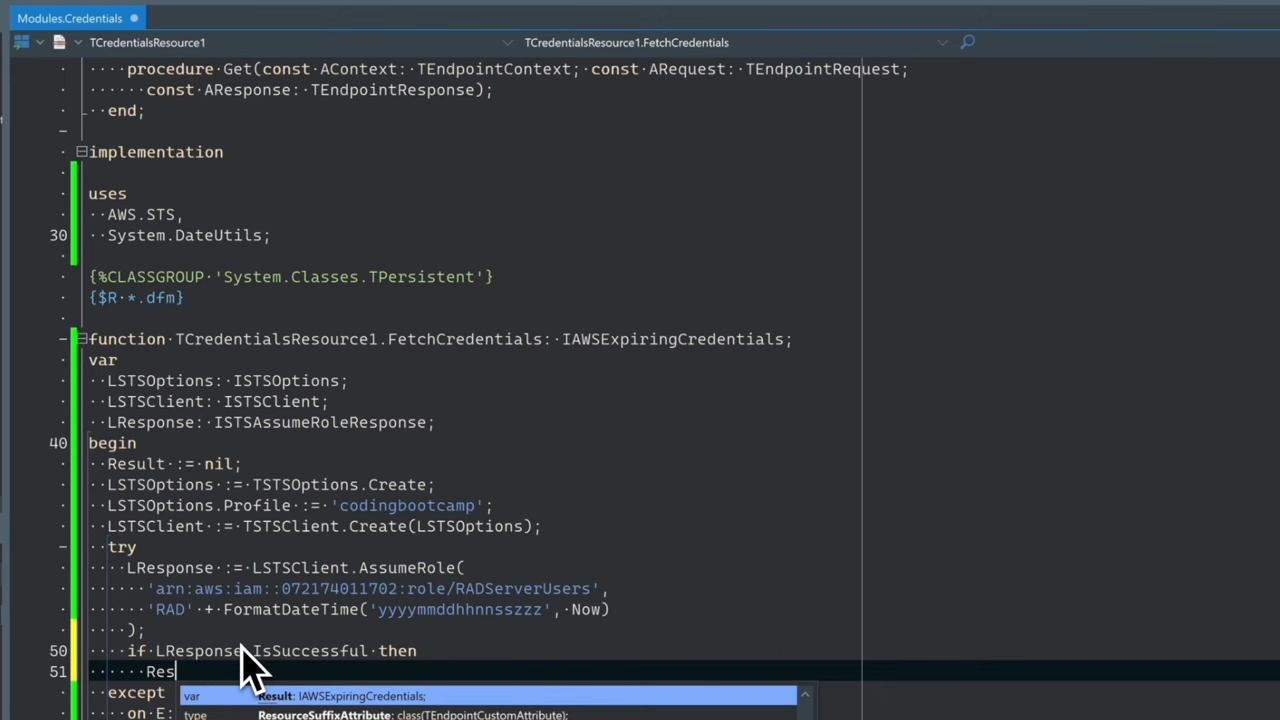 Modules.Credentials
TCredentialsResource1 TCredentialsResource1.FetchCredentials
procedure Get(const AContext: TEndpointContext; const ARequest: TEndpointRequest;
const AResponse: TEndpointResponse);
end;
implementation
uses
AWS.STS,
30 System.DateUtils;
{%CLASSGROUP 'System.Classes.TPersistent'}
{$R *.dfm}
function TCredentialsResource1.FetchCredentials: IAWSExpiringCredentials;
var
LSTSOptions: ISTSOptions;
LSTSClient: ISTSClient;
LResponse: ISTSAssumeRoleResponse;
40 begin
Result := nil;
LSTSOptions := TSTSOptions.Create;
LSTSOptions.Profile := 'codingbootcamp';
LSTSClient := TSTSClient.Create(LSTSOptions);
try
LResponse := LSTSClient.AssumeRole(
'arn:aws:iam::072174011702:role/RADServerUsers',
'RAD' + FormatDateTime('yyyymmddhhnnsszzz', Now)
);
50 if LResponse.IsSuccessful then
51 Res
except
var Result: IAWSExpiringCredentials;
on E:
type ResourceSuffixAttribute: class(TEndpointCustomAttribute);